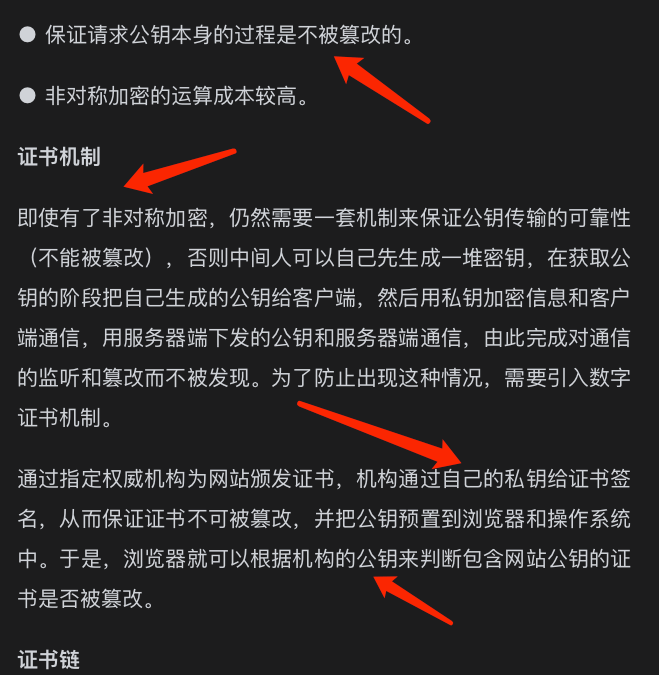 ● 保证请求公钥本身的过程是不被篡改的。
● 非对称加密的运算成本较高。
证书机制
即使有了非对称加密，仍然需要一套机制来保证公钥传输的可靠性
（不能被篡改），否则中间人可以自己先生成一堆密钥，在获取公
钥的阶段把自己生成的公钥给客户端，然后用私钥加密信息和客户
端通信，用服务器端下发的公钥和服务器端通信，由此完成对通信
的监听和篡改而不被发现。为了防止出现这种情况，需要引入数字
证书机制。
通过指定权威机构为网站颁发证书，机构通过自己的私钥给证书签
名，从而保证证书不可被篡改，并把公钥预置到浏览器和操作系统
中。于是，浏览器就可以根据机构的公钥来判断包含网站公钥的证
书是否被篡改。
证书链